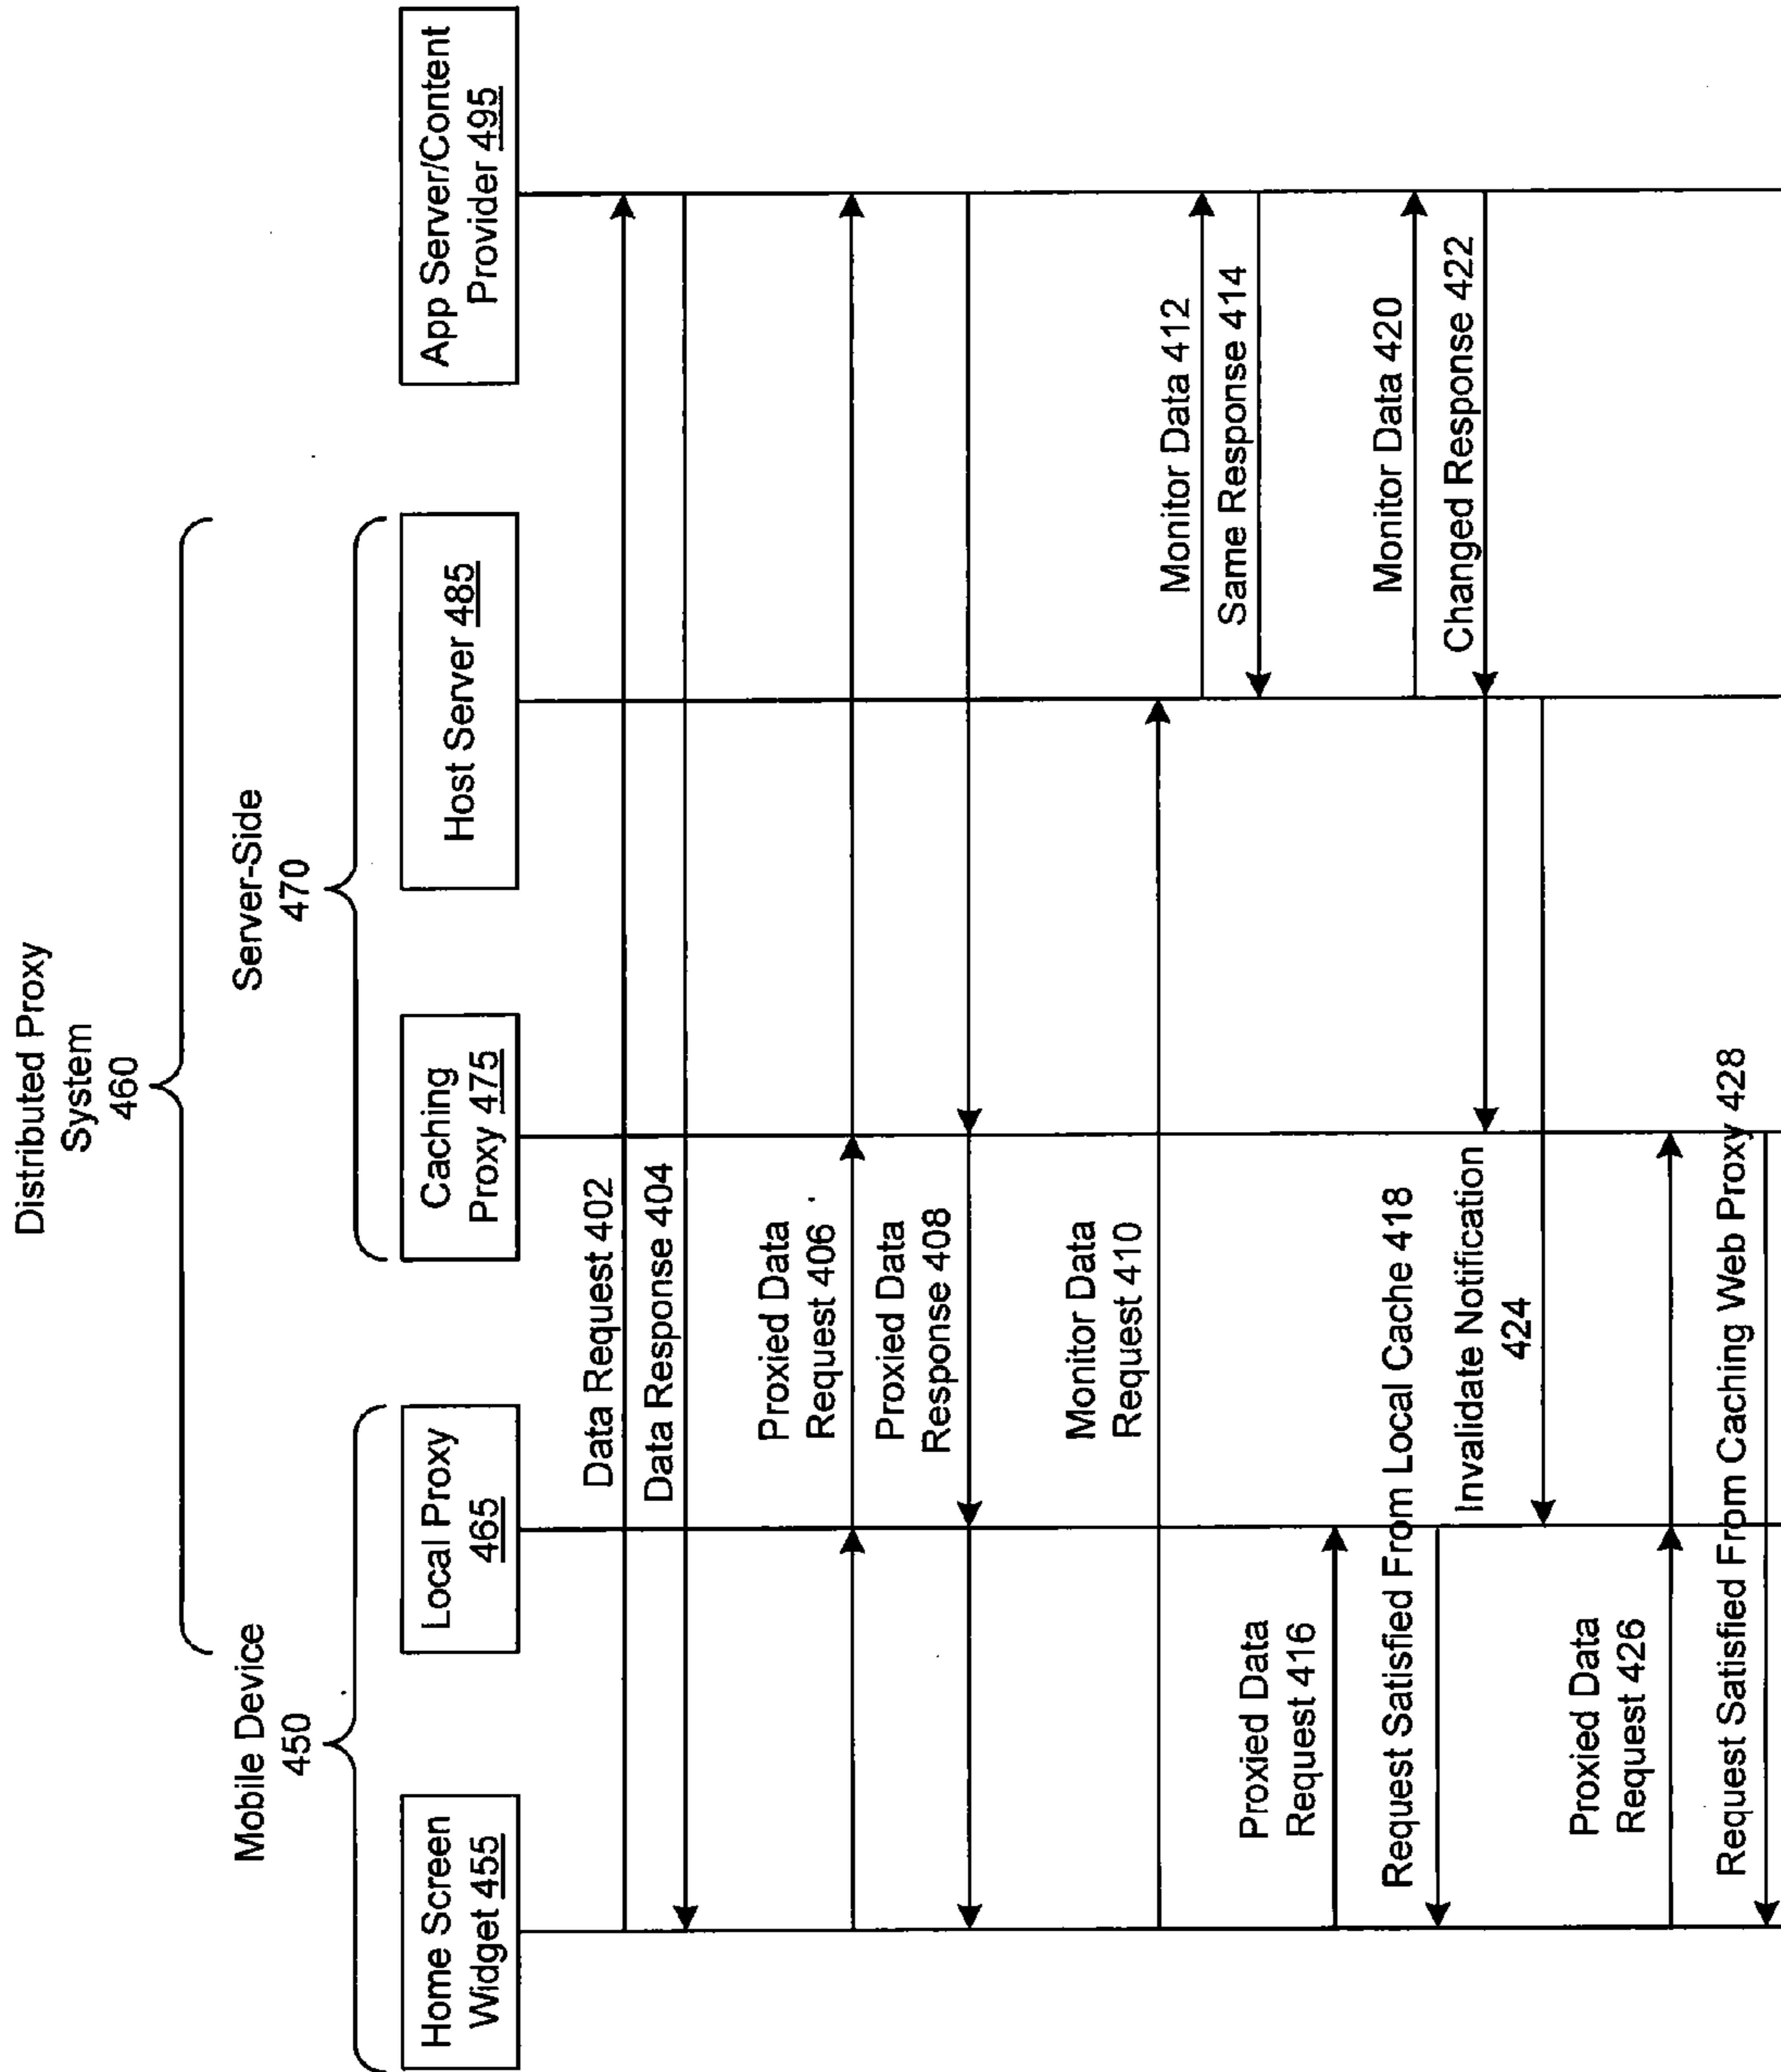 Distributed Proxy
System
460
Mobile Device
450
Server-Side
470
Home Screen
Widget 455
Local Proxy
465
Caching
Proxy 475
Host Server 485
App Server/Content
Provider 495
Data Request 402
Data Response 404
Proxied Data
Request 406
Proxied Data
Response 408
Monitor Data
Request 410
Monitor Data 412
Same Response 414
Proxied Data
Request 416
Request Satisfied From Local Cache 418
Monitor Data 420
Changed Response 422
Invalidate Notification
424
Proxied Data
Request 426
Request Satisfied From Caching Web Proxy 428